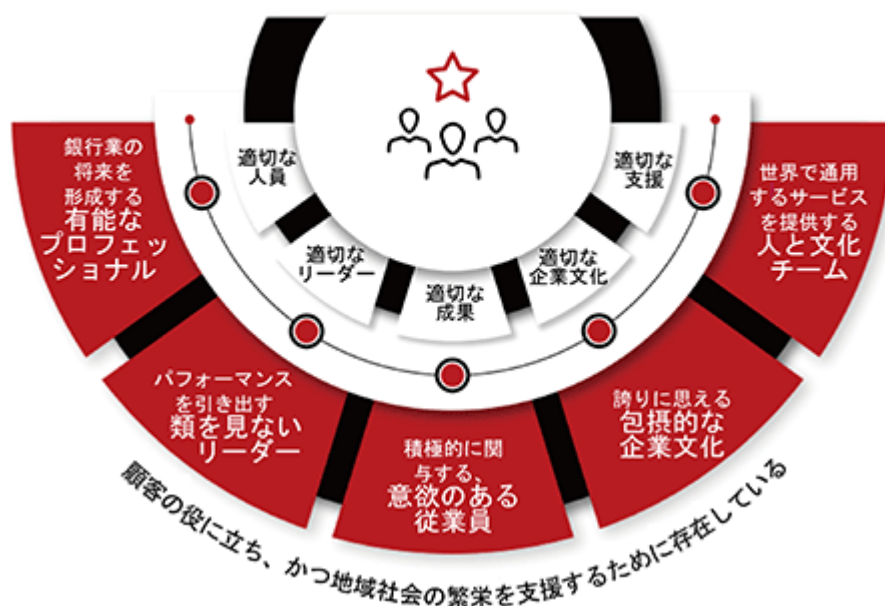 適切な
人員
適切な
リーダー
適切な
成果
適切な
企業文化
適切な
支援
銀行業の
将来を
形成する
有能な
プロフェッ
ショナル
パフォーマンス
を引き出す
類を見ない
リーダー
積極的に関
与する、
意欲のある
従業員
誇りに思える
包摂的な
企業文化
世界で通用
するサービス
を提供する
人と文化
チーム
顧客の役に立ち、かつ地域社会の繁栄を支援するために存在している